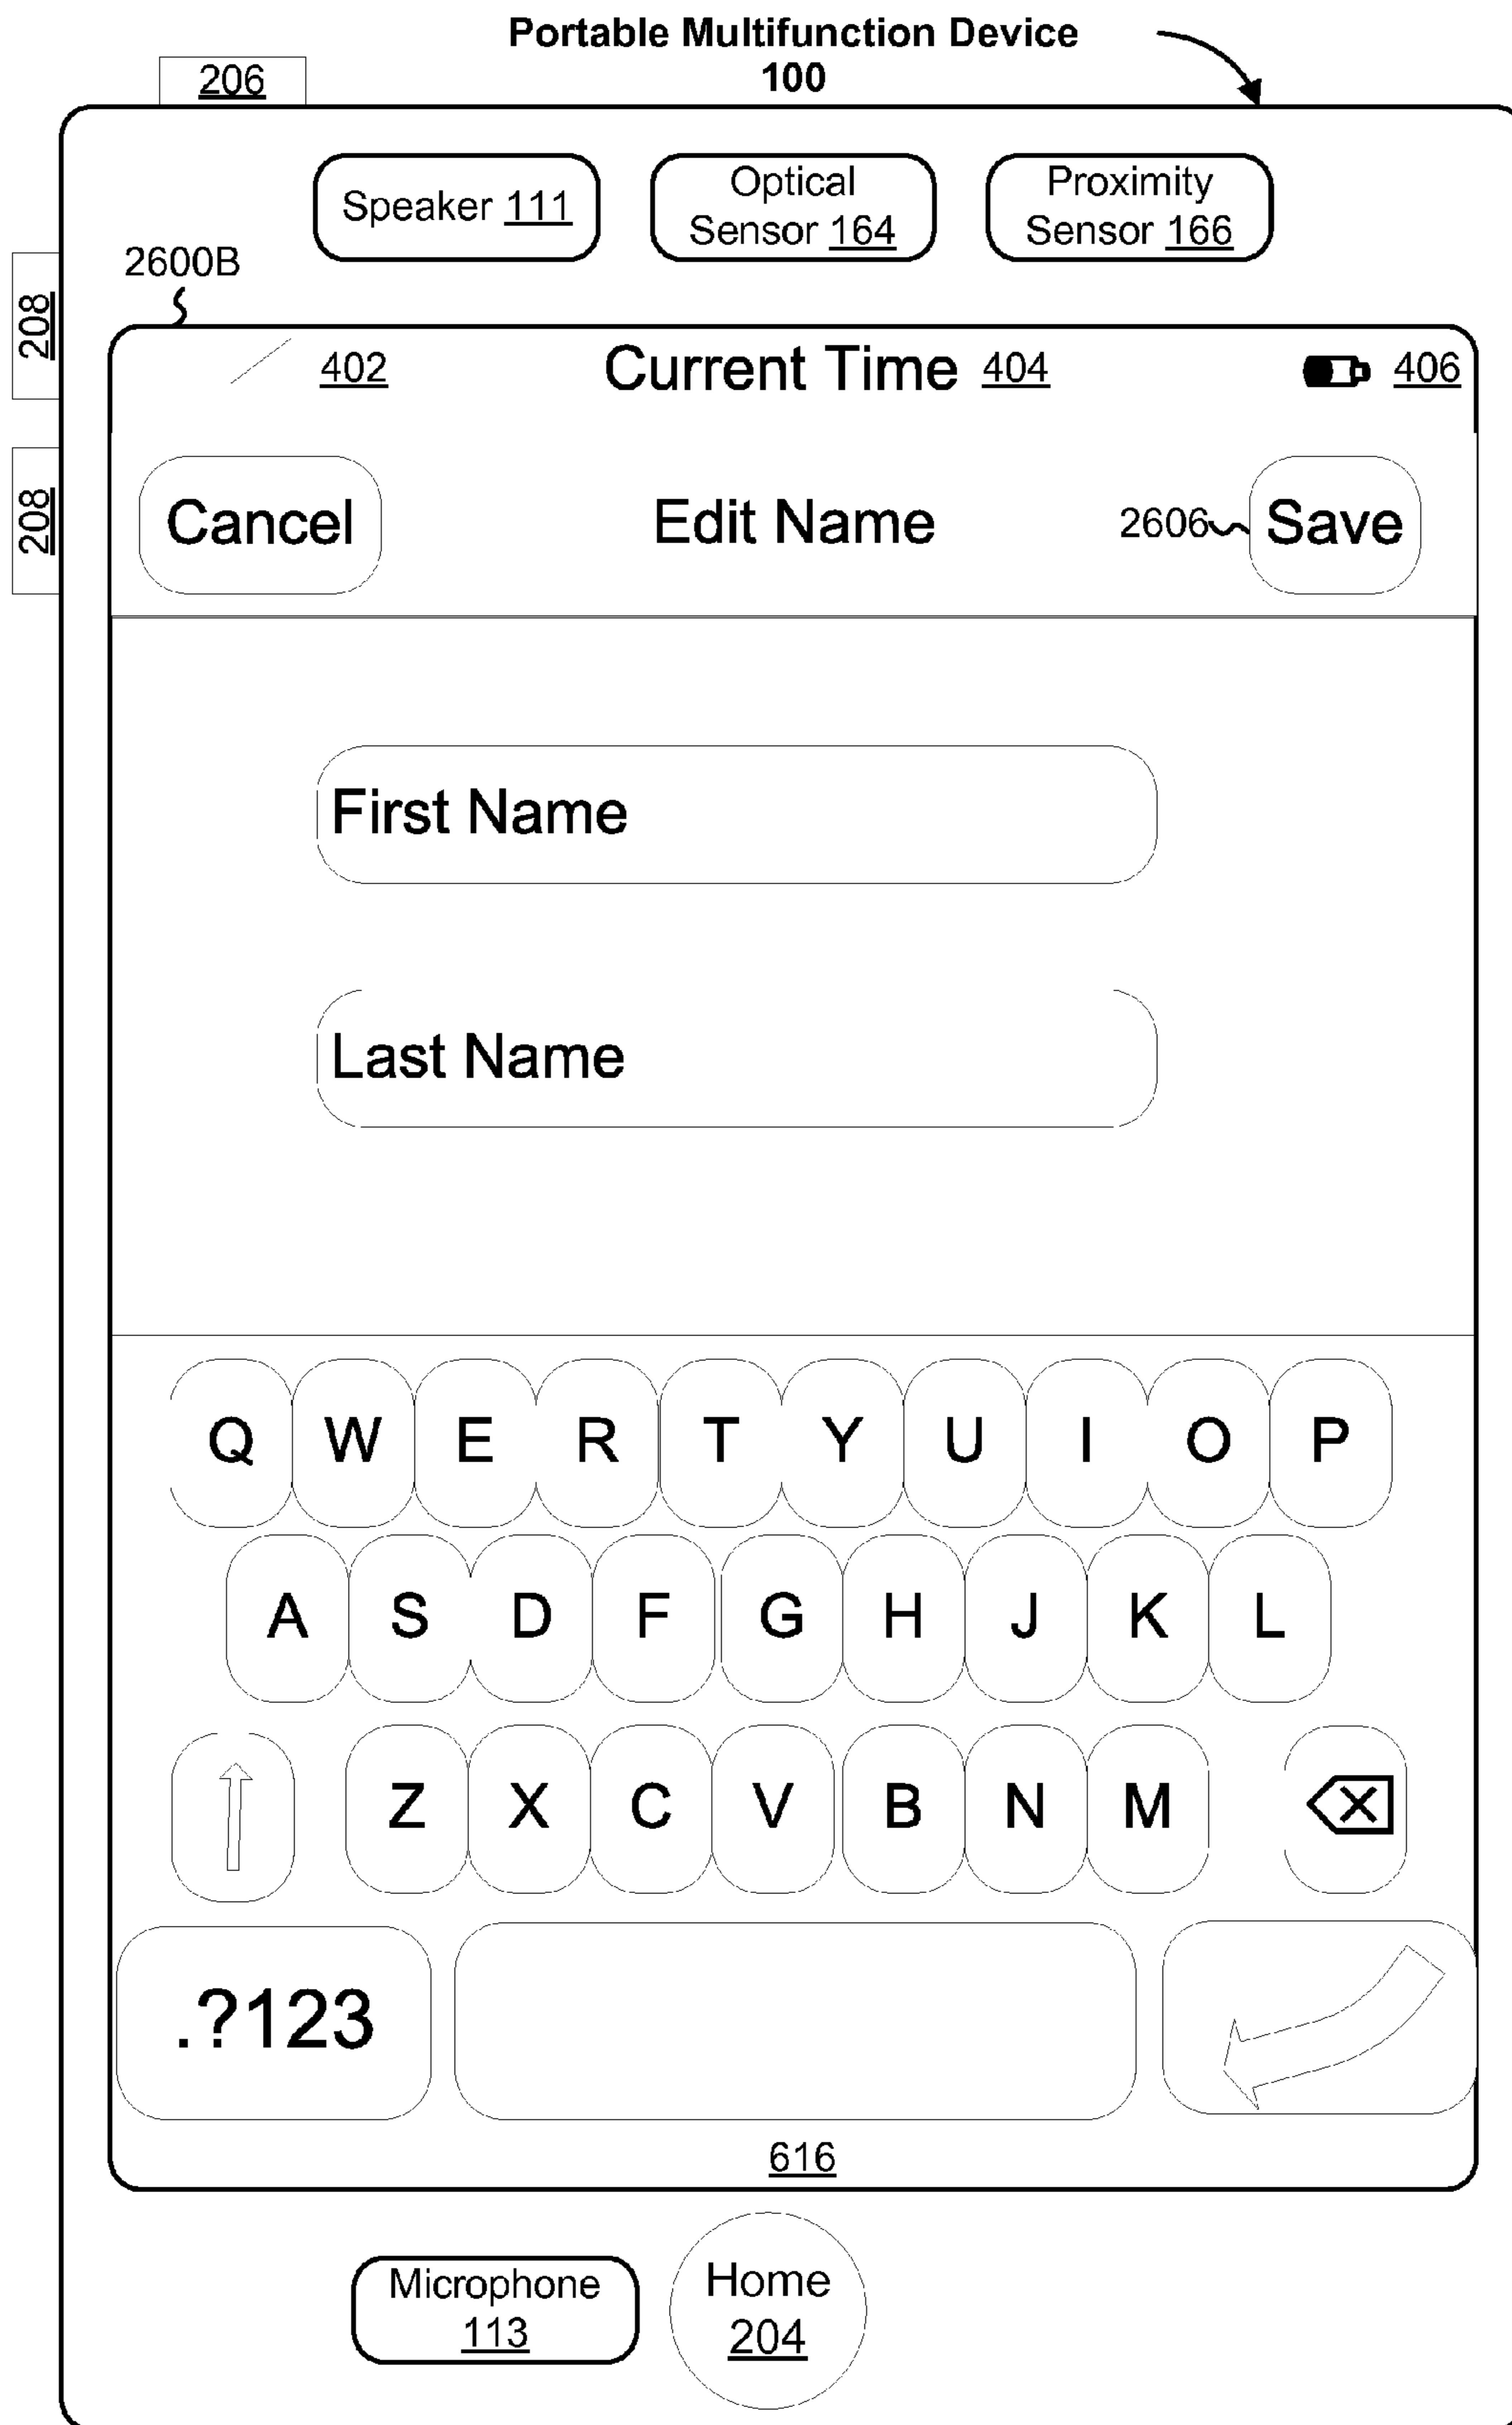 Portable Multifunction Device
100
206
Speaker 111
Optical
Sensor 164
Proximity
Sensor 166
2600B
208
402
Current Time 404
406
208
Cancel
Edit Name
2606
Save
First Name
Last Name
Q W E R T Y U I O P
A S D F G H J K L
Z X C V B N M
.?123
616
Microphone
113
Home
204